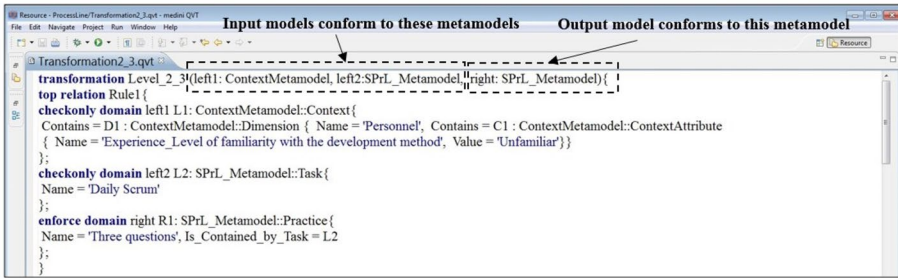 Resource - ProcessLine/Transformation2_3.qvt - medini QVT
Input models conform to these metamodels
Output model conforms to this metamodel
File Edit Navigate Project Run Window Help
Resource
Transformation2_3.qvt
transformation Level_2_3(left1: ContextMetamodel, left2:SPrL_Metamodel, right: SPrL_Metamodel){
top relation Rule1{
checkonly domain left1 L1: ContextMetamodel::Context{
Contains = D1 : ContextMetamodel::Dimension { Name = 'Personnel', Contains = C1 : ContextMetamodel::ContextAttribute
{ Name = 'Experience_Level of familiarity with the development method', Value = 'Unfamiliar'}}
};
checkonly domain left2 L2: SPrL_Metamodel::Task{
Name = 'Daily Scrum'
};
enforce domain right R1: SPrL_Metamodel::Practice{
Name = 'Three questions', Is_Contained_by_Task = L2
};
}